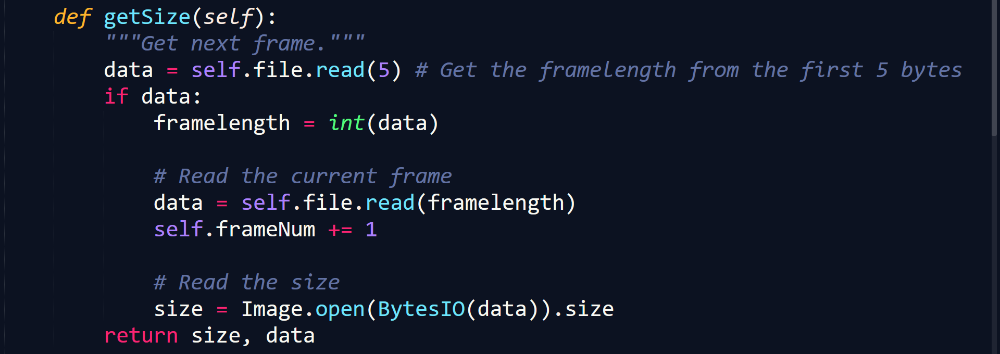 def getSize(self):
"""Get next frame."""
data = self.file.read(5) # Get the framelength from the first 5 bytes
if data:
framelength = int(data)
# Read the current frame
data = self.file.read(framelength)
self.frameNum += 1
# Read the size
size = Image.open(BytesIO(data)).size
return size, data